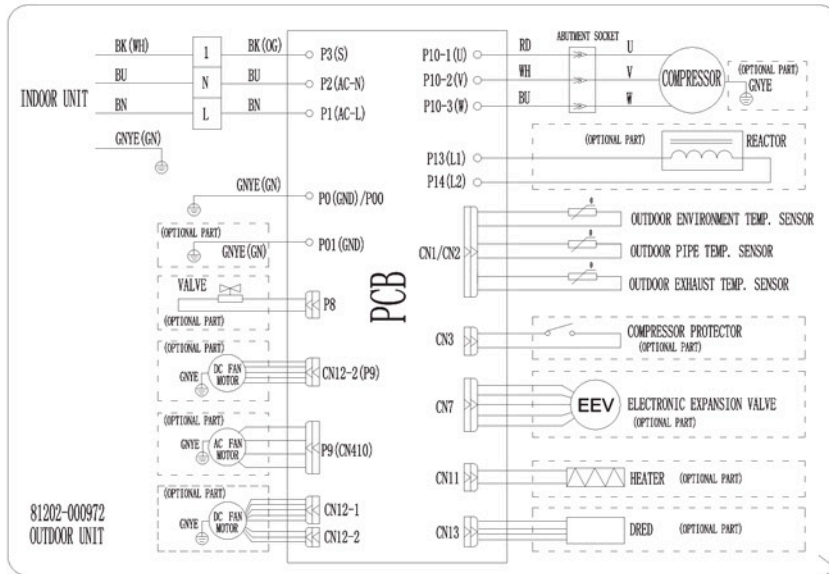 BK(WH) 1 BK(OG) P3(S)
BU N BU P2(AC-N)
INDOOR UNIT
BN L BN P1(AC-L)
GNYE(GN)
GNYE(GN) P0(GND)/P00
(OPTIONAL PART)
GNYE(GN) P01(GND)
VALVE
P8
(OPTIONAL PART)
(OPTIONAL PART)
GNYE DC FAN MOTOR CN12-2(P9)
(OPTIONAL PART)
GNYE AC FAN MOTOR P9(CN410)
(OPTIONAL PART)
GNYE DC FAN MOTOR CN12-1
CN12-2
81202-000972
OUTDOOR UNIT
PCB
ABUTMENT SOCKET
P10-1(U) RD U
P10-2(V) WH V COMPRESSOR
P10-3(W) BU W
(OPTIONAL PART)
GNYE
(OPTIONAL PART) REACTOR
P13(L1)
P14(L2)
OUTDOOR ENVIRONMENT TEMP. SENSOR
CN1/CN2 OUTDOOR PIPE TEMP. SENSOR
OUTDOOR EXHAUST TEMP. SENSOR
CN3 COMPRESSOR PROTECTOR
(OPTIONAL PART)
CN7 EEV ELECTRONIC EXPANSION VALVE
(OPTIONAL PART)
CN11 HEATER (OPTIONAL PART)
CN13 DRED (OPTIONAL PART)